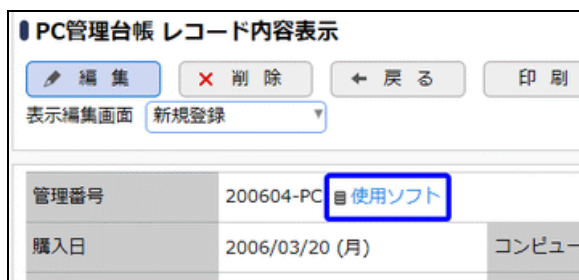 PC管理台帳 レコード内容表示
編 集 削 除 戻 る 印 刷
表示編集画面 新規登録
管理番号 200604-PC 使用ソフト
購入日 2006/03/20 (月) コンピュー